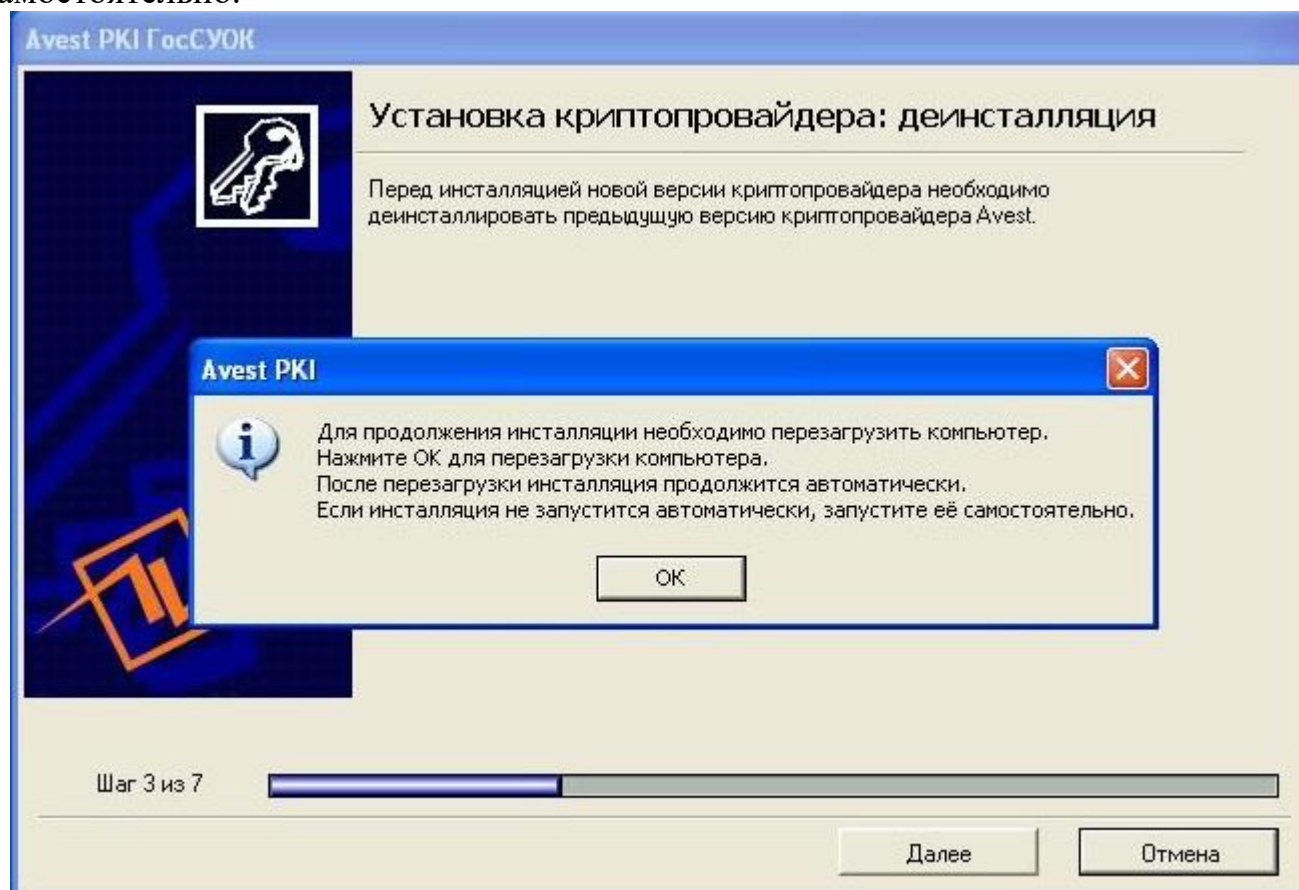 Avest PKI ГосСУОК
Установка криптопровайдера: деинсталляция
Перед инсталляцией новой версии криптопровайдера необходимо
деинсталлировать предыдущую версию криптопровайдера Avest.
Avest PKI
Для продолжения инсталляции необходимо перезагрузить компьютер.
Нажмите ОК для перезагрузки компьютера.
После перезагрузки инсталляция продолжится автоматически.
Если инсталляция не запустится автоматически, запустите её самостоятельно.
ОК
Шаг 3 из 7
Далее
Отмена